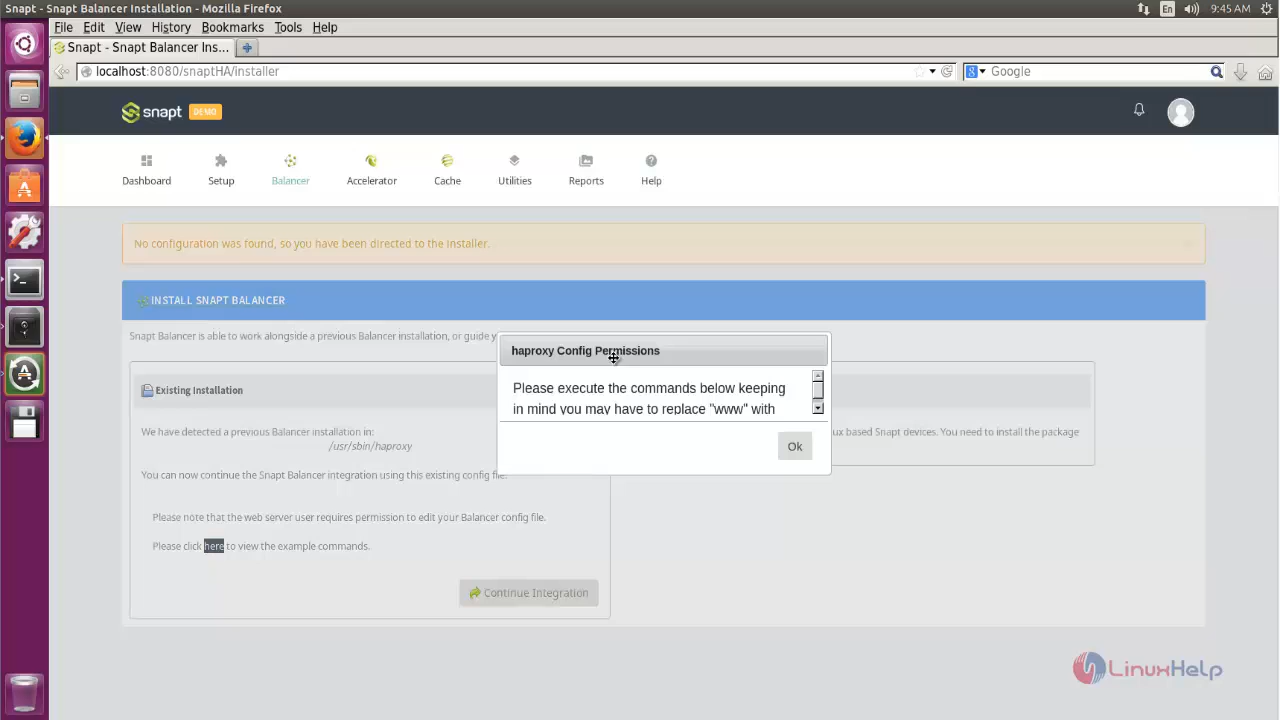 Snapt - Snapt Balancer Installation - Mozilla Firefox
En
9:45 AM
File Edit View History Bookmarks Tools Help
Snapt - Snapt Balancer Ins...
localhost:8080/snaptHA/installer
Google
snapt DEMO
Dashboard Setup Balancer Accelerator Cache Utilities Reports Help
No configuration was found, so you have been directed to the installer.
INSTALL SNAPT BALANCER
Snapt Balancer is able to work alongside a previous Balancer installation, or guide
haproxy Config Permissions
Please execute the commands below keeping
in mind you may have to replace "www" with
Ok
Existing Installation
We have detected a previous Balancer installation in:
/usr/sbin/haproxy
You can now continue the Snapt Balancer integration using this existing config file.
Please note that the web server user requires permission to edit your Balancer config file.
Please click here to view the example commands.
Continue Integration
based Snapt devices. You need to install the package
LinuxHelp